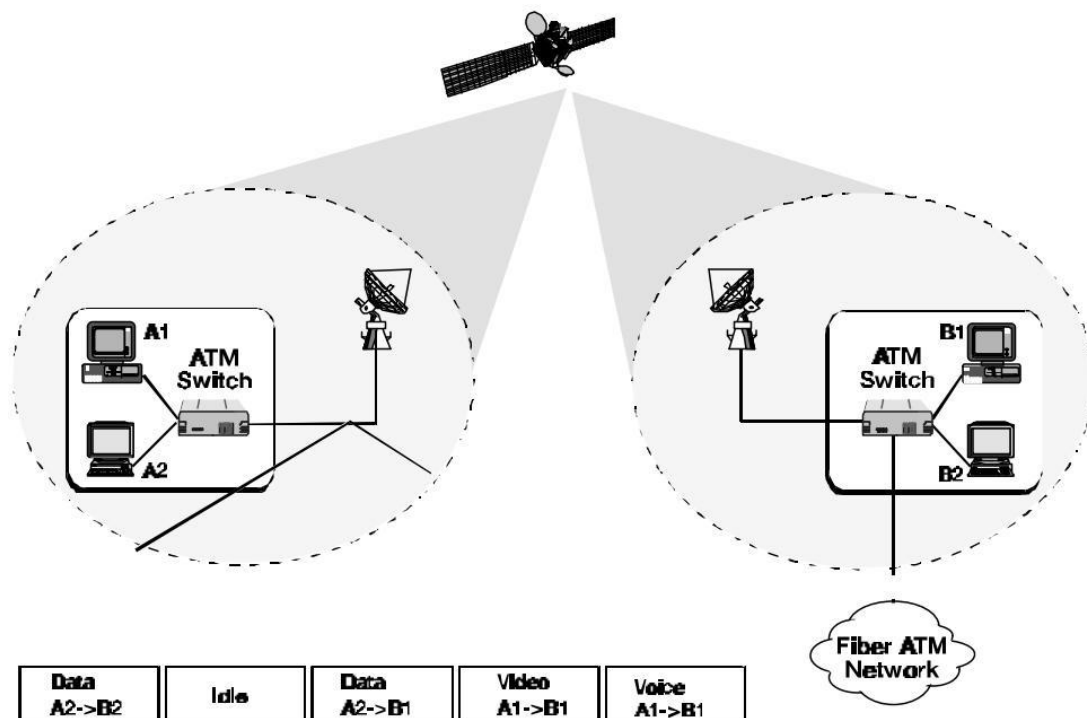 A1
ATM
Switch
A2
ATM
Switch
B1
B2
Fiber ATM
Network
Data
A2->B2
Idle
Data
A2->B1
Video
A1->B1
Voice
A1->B1